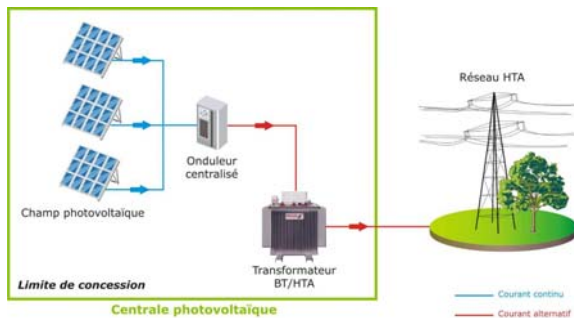 Réseau HTA
Onduleur
centralisé
Champ photovoltaïque
Transformateur
BT/HTA
Limite de concession
Centrale photovoltaïque
Courant continu
Courant alternatif